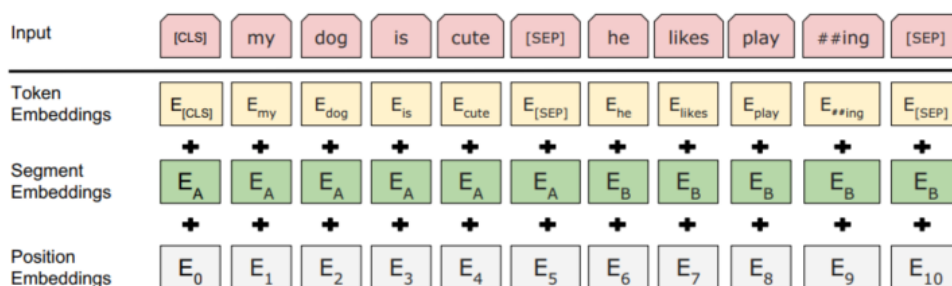 Input [CLS] my dog is cute [SEP] he likes play ##ing [SEP]
Token Embeddings E[CLS] Emy Edog Eis Ecute E[SEP] Ehe Elikes Eplay E##ing E[SEP]
+ + + + + + + + + + +
Segment Embeddings EA EA EA EA EA EA EB EB EB EB EB
+ + + + + + + + + + +
Position Embeddings E0 E1 E2 E3 E4 E5 E6 E7 E8 E9 E10